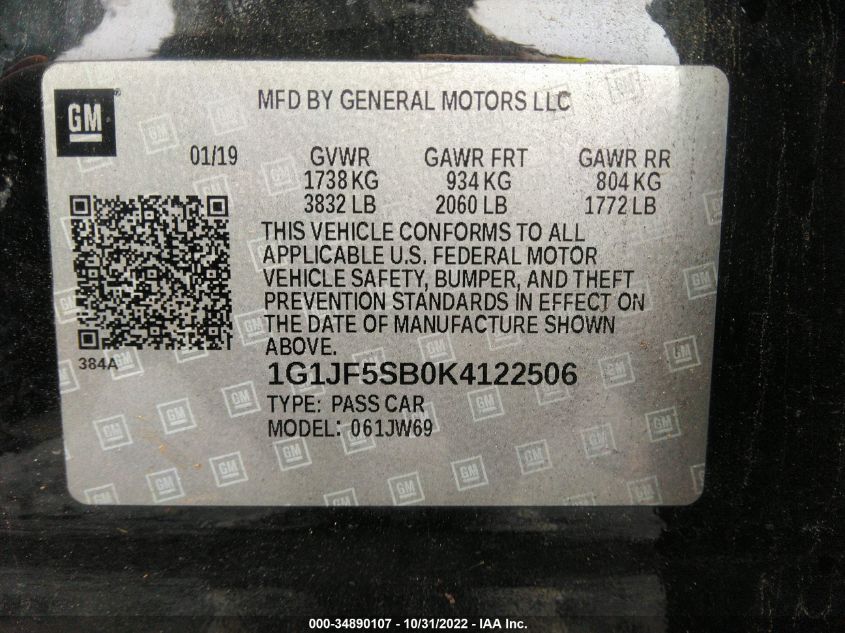 GM
MFD BY GENERAL MOTORS LLC
01/19 GVWR GAWR FRT GAWR RR
1738 KG 934 KG 804 KG
3832 LB 2060 LB 1772 LB
THIS VEHICLE CONFORMS TO ALL
APPLICABLE U.S. FEDERAL MOTOR
VEHICLE SAFETY, BUMPER, AND THEFT
PREVENTION STANDARDS IN EFFECT ON
THE DATE OF MANUFACTURE SHOWN
ABOVE.
384A
1G1JF5SB0K4122506
TYPE: PASS CAR
MODEL: 061JW69
000-34890107 - 10/31/2022 - IAA Inc.